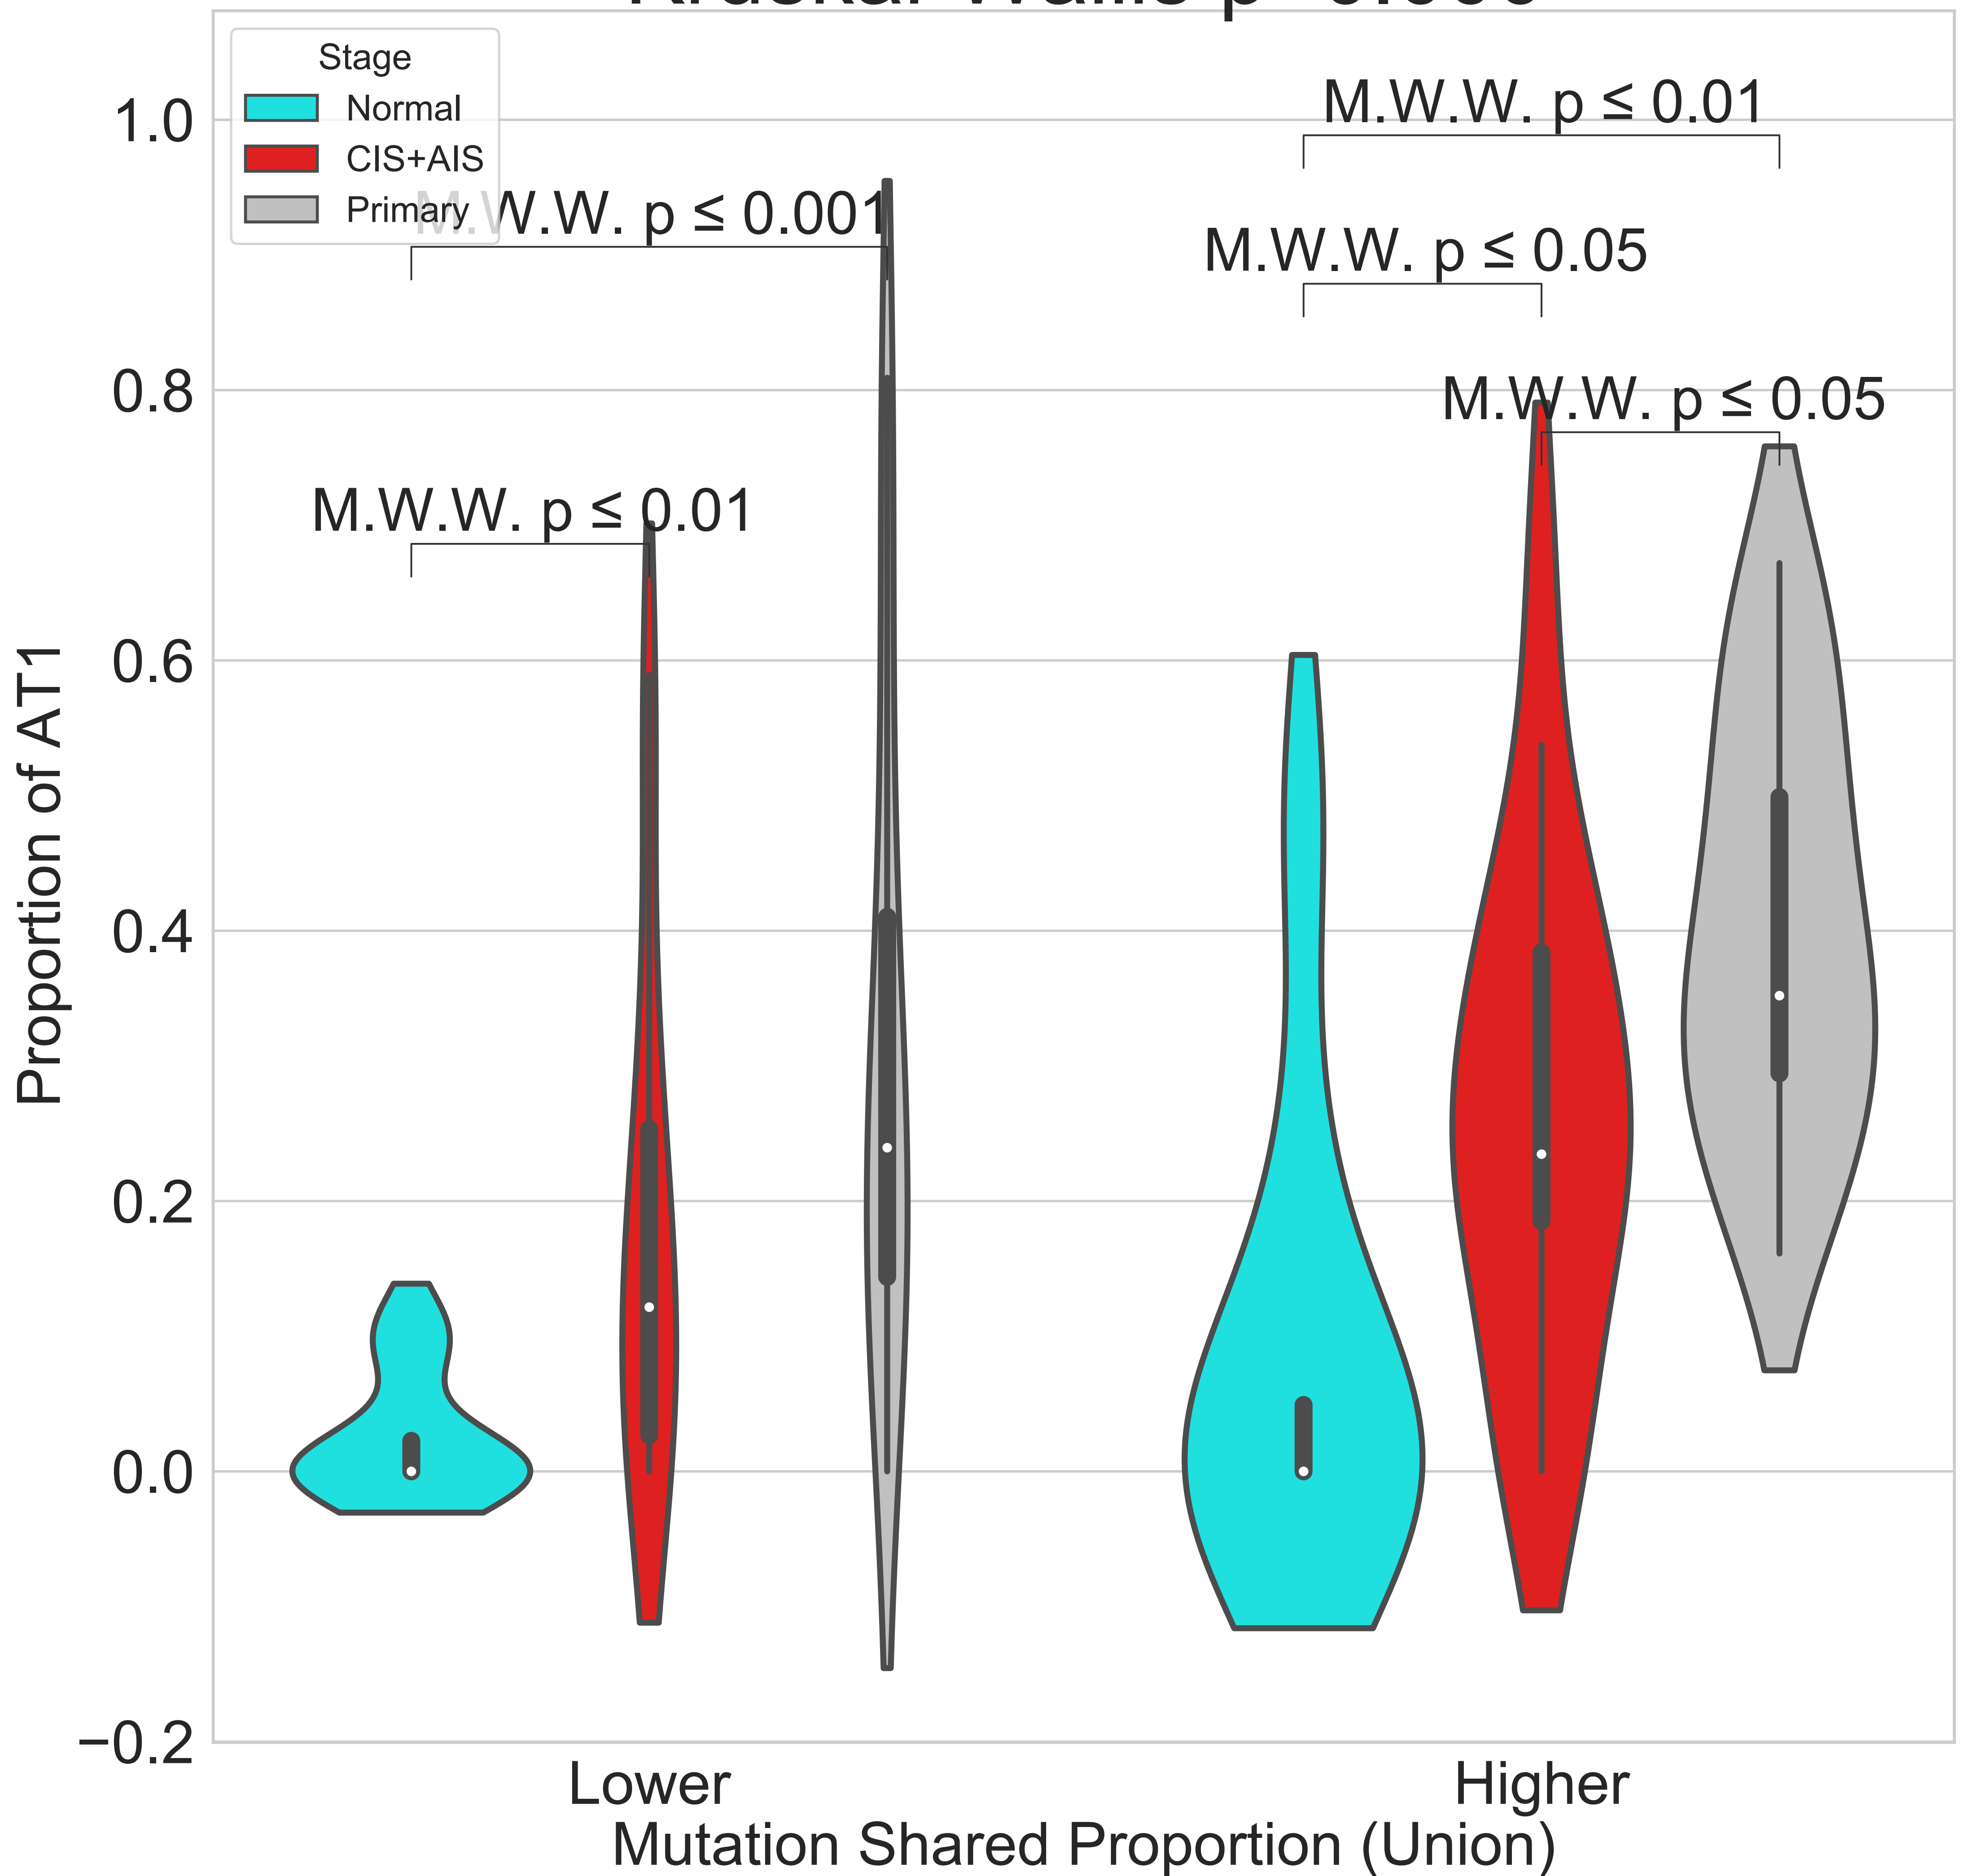 Stage
Normal
CIS+AIS
Primary
M.W.W. p ≤ 0.01
M.W.W. p ≤ 0.001
M.W.W. p ≤ 0.05
M.W.W. p ≤ 0.05
M.W.W. p ≤ 0.01
1.0
0.8
0.6
0.4
0.2
0.0
−0.2
Proportion of AT1
Lower
Higher
Mutation Shared Proportion (Union)